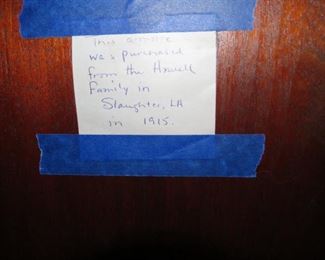 This armoire
was purchased
from the Howell
family in
Slaughter, LA
in 1915.